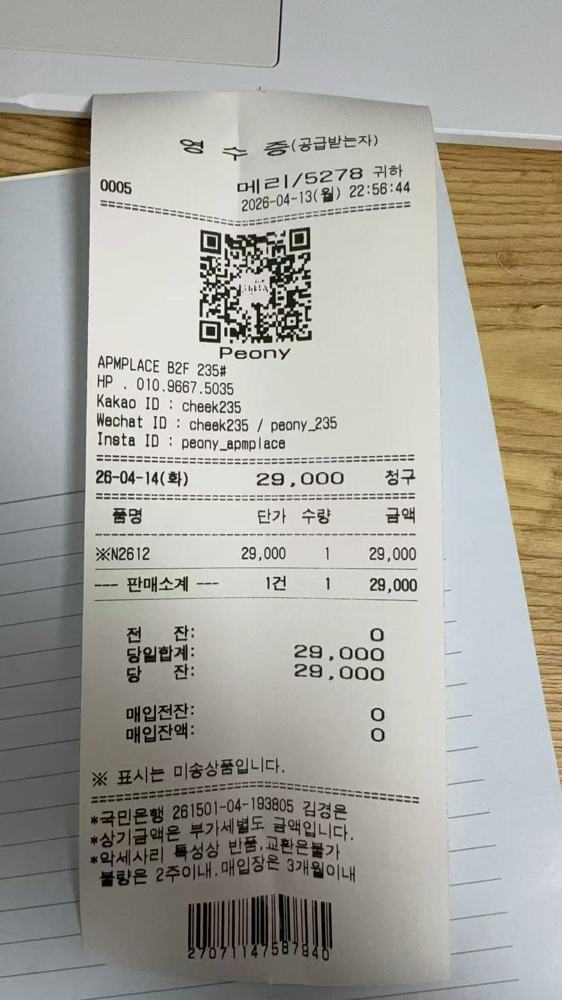 영 수 증(공급받는자)
0005 메리/5278 귀하
2026-04-13(월) 22:56:44
Peony
APMPLACE B2F 235#
HP . 010.9667.5035
Kakao ID : cheek235
Wechat ID : cheek235 / peony_235
Insta ID : peony_apmplace
26-04-14(화) 29,000 청구
품명 단가 수량 금액
※N2612 29,000 1 29,000
--- 판매소계 --- 1건 1 29,000
전 잔: 0
당일합계: 29,000
당 잔: 29,000
매입전잔: 0
매입잔액: 0
※ 표시는 미송상품입니다.
*국민은행 261501-04-193805 김경은
*상기금액은 부가세별도 금액입니다.
*악세사리 특성상 반품,교환은불가
불량은 2주이내.매입장은 3개월이내
27071147587940